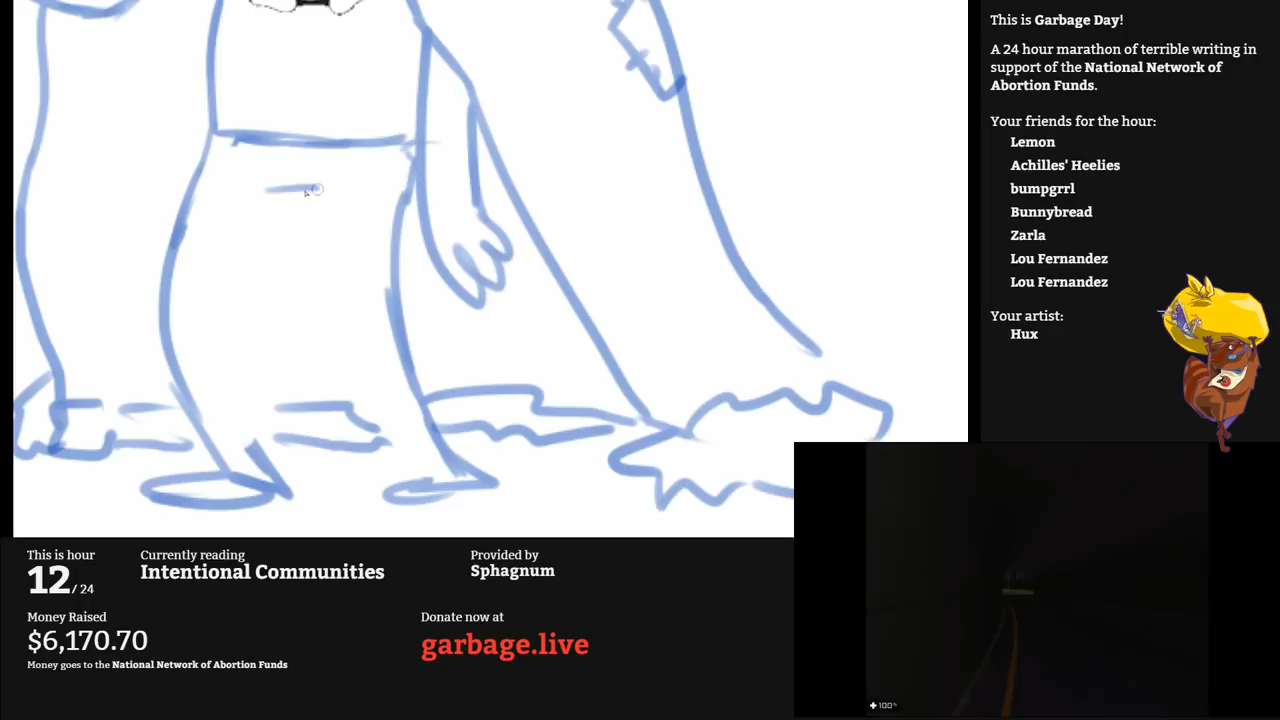 This is Garbage Day!
A 24 hour marathon of terrible writing in
support of the National Network of
Abortion Funds.
Your friends for the hour:
Lemon
Achilles' Heelies
bumpgrrl
Bunnybread
Zarla
Lou Fernandez
Lou Fernandez
Your artist:
Hux
This is hour
12 / 24
Currently reading
Intentional Communities
Provided by
Sphagnum
Money Raised
$6,170.70
Money goes to the National Network of Abortion Funds
Donate now at
garbage.live
100%